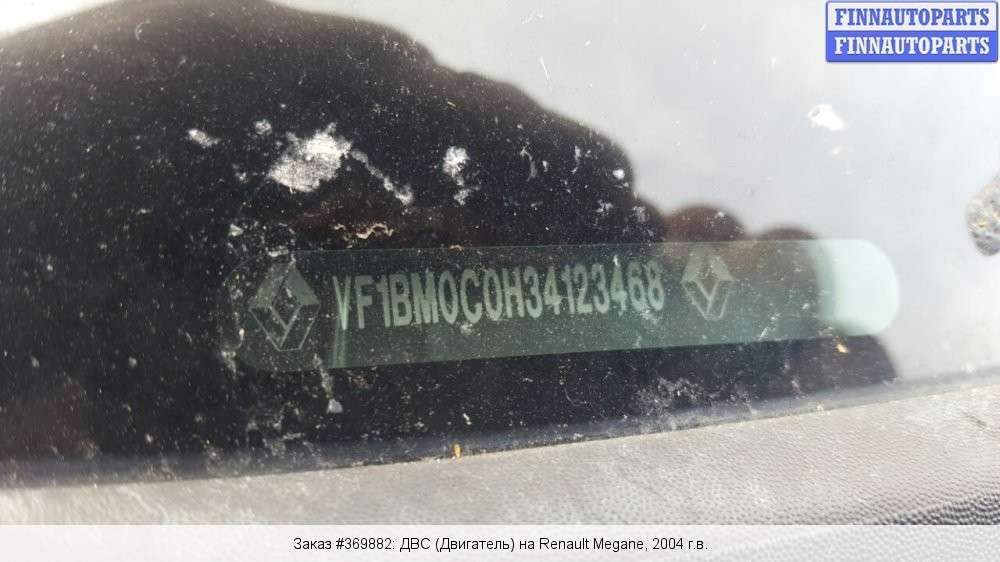 FINNAUTOPARTS
FINNAUTOPARTS
VF1BM0C0H34123468
Заказ #369882: ДВС (Двигатель) на Renault Megane, 2004 г.в.